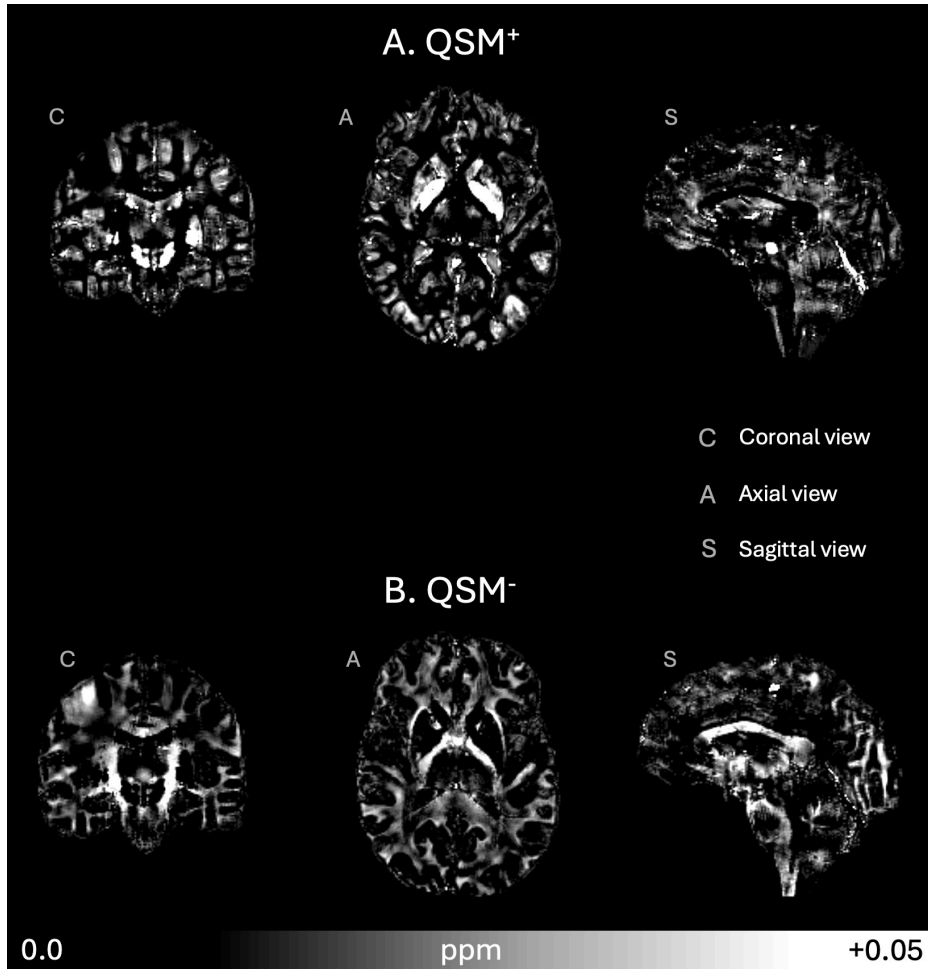 A. QSM⁺
C
A
S
C Coronal view
A Axial view
S Sagittal view
B. QSM⁻
C
A
S
0.0 ppm +0.05